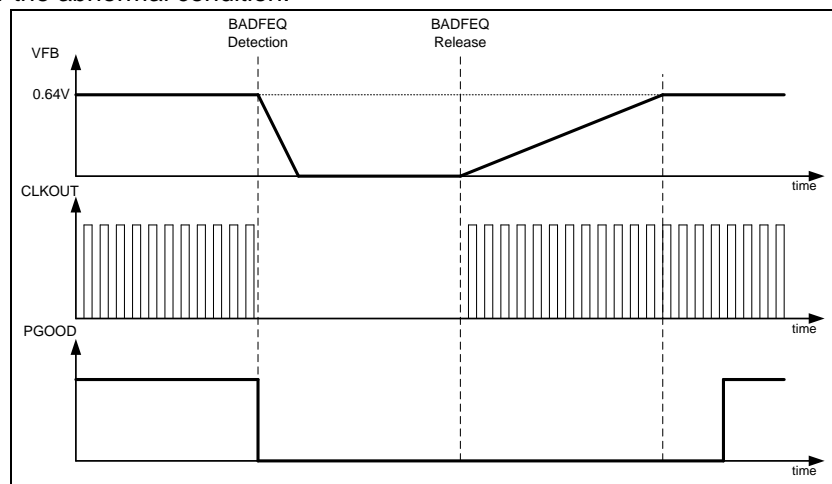 the abnormal condition.
BADFEQ BADFEQ
Detection Release
VFB
0.64V
time
CLKOUT
time
PGOOD
time